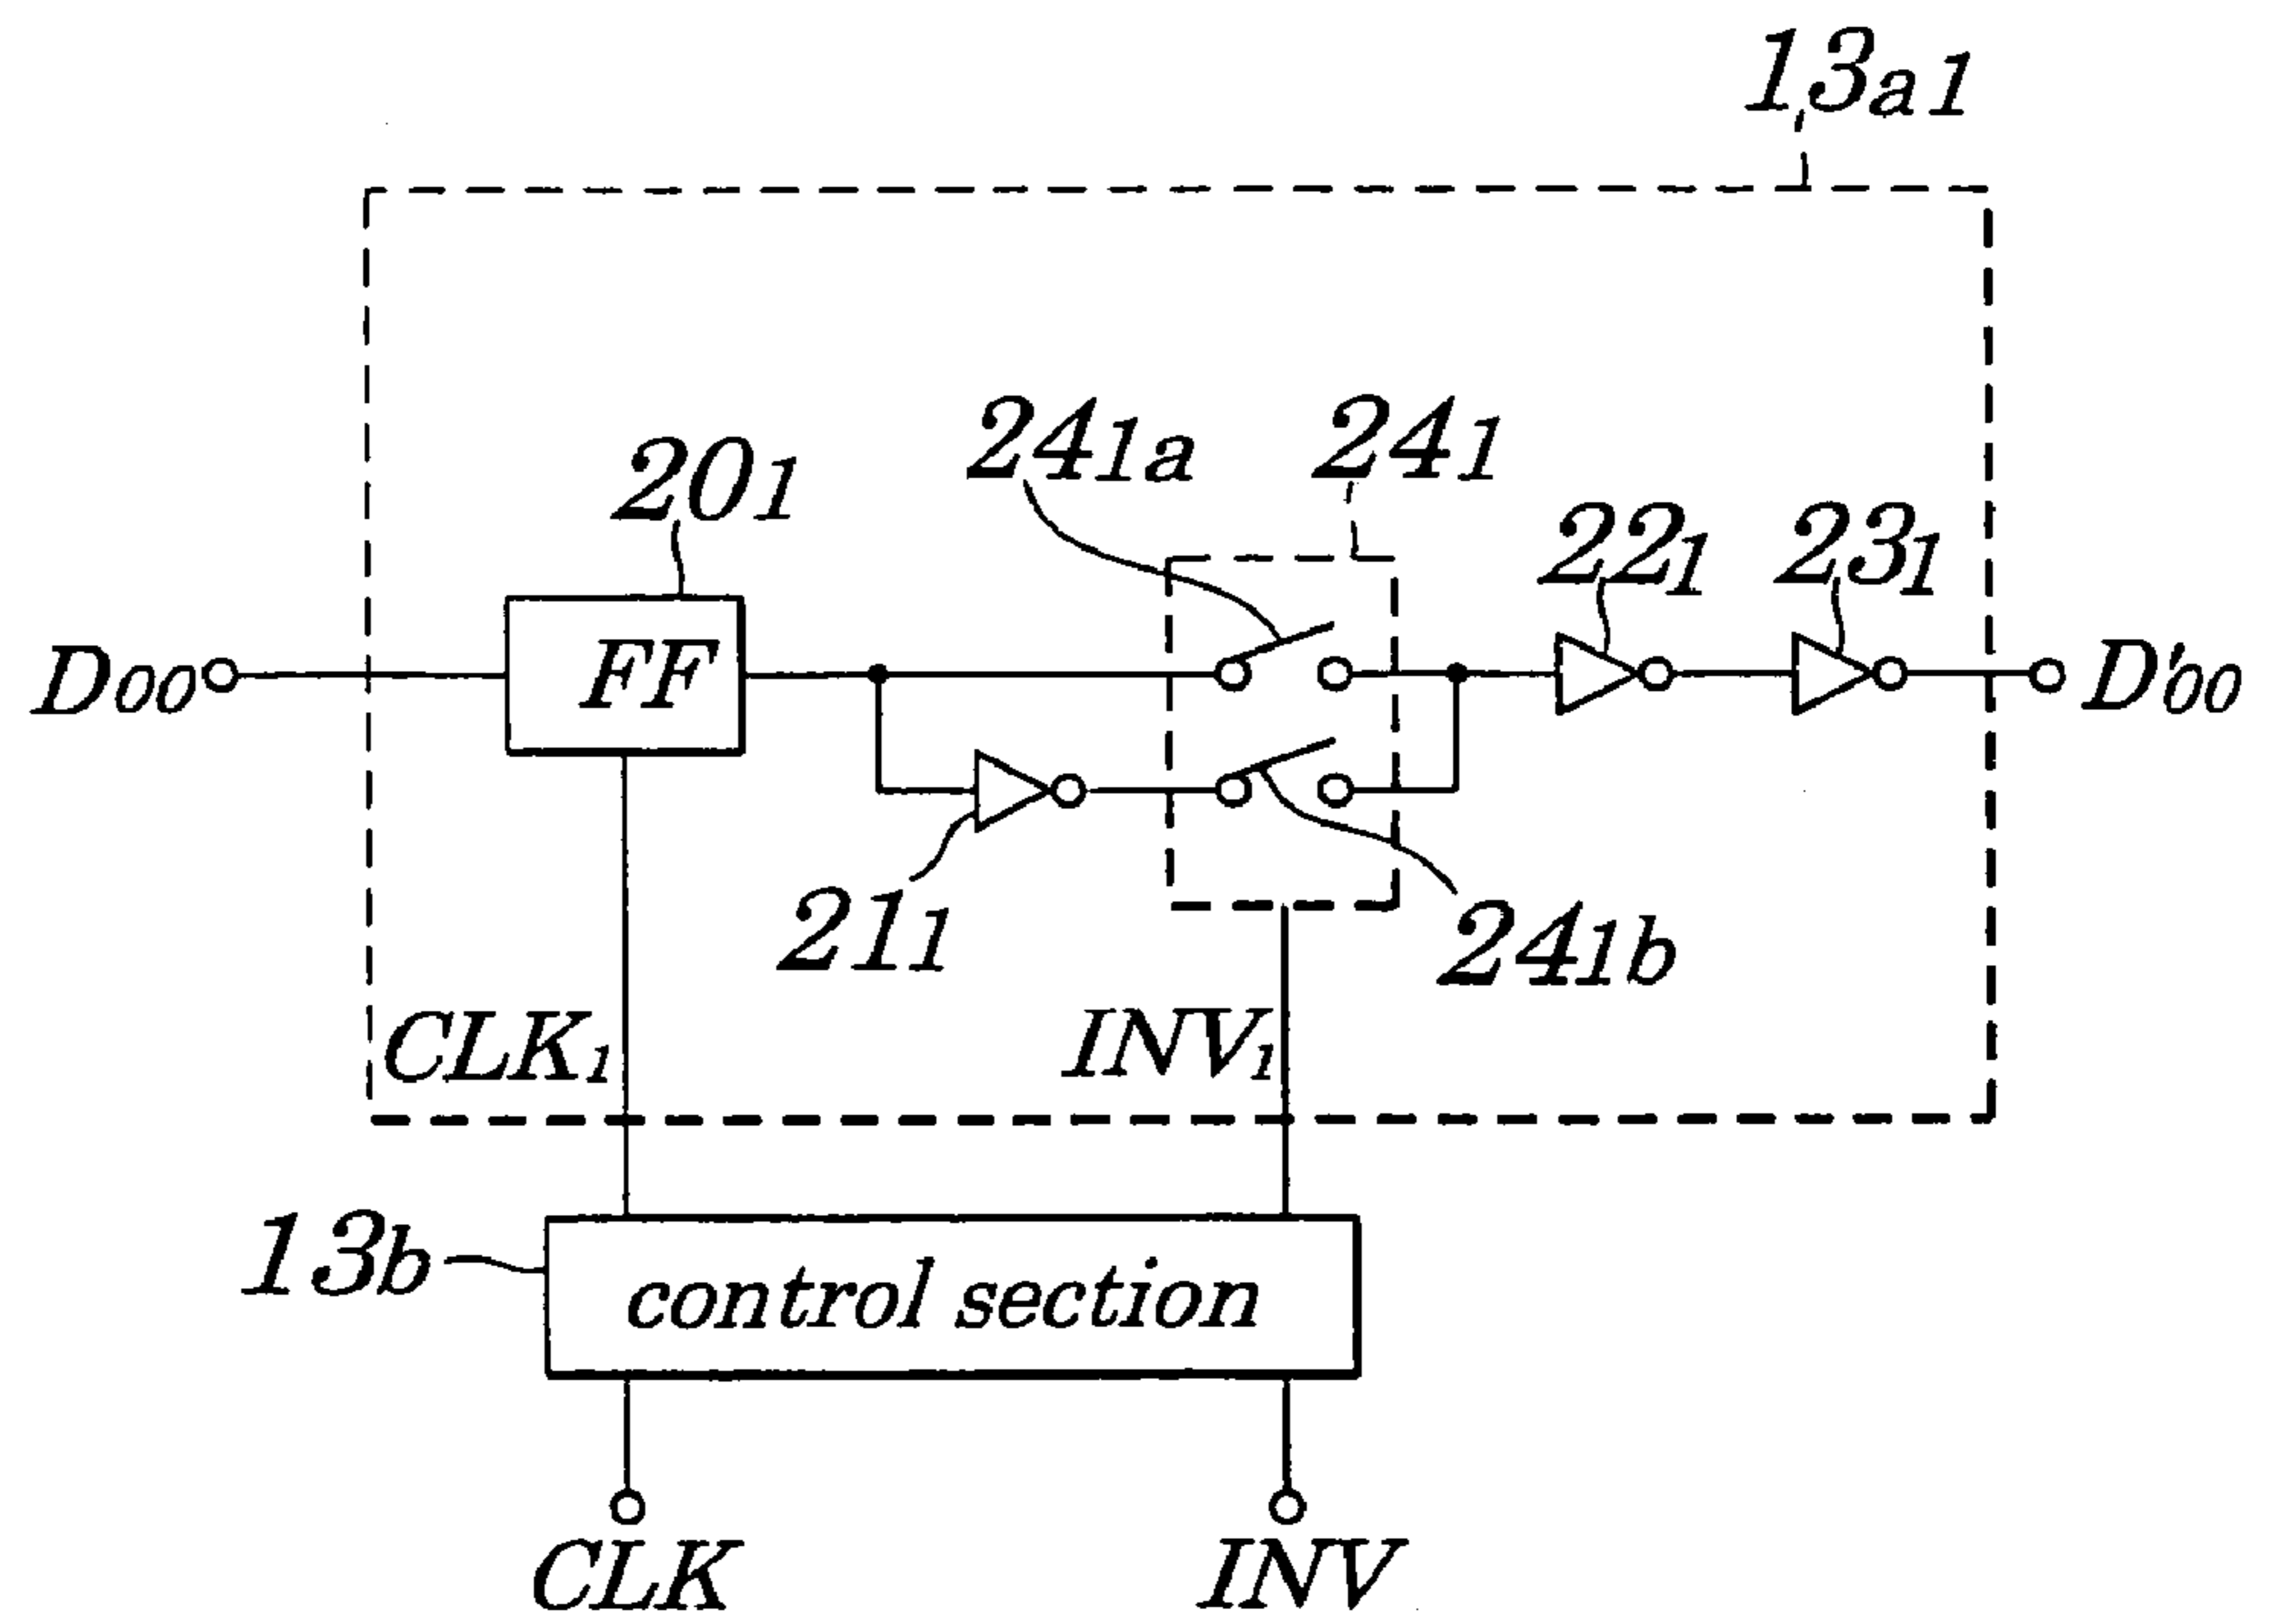 13a1
241a
241
201
221
231
D00
FF
D'00
211
241b
CLK1
INV1
13b
control section
CLK
INV